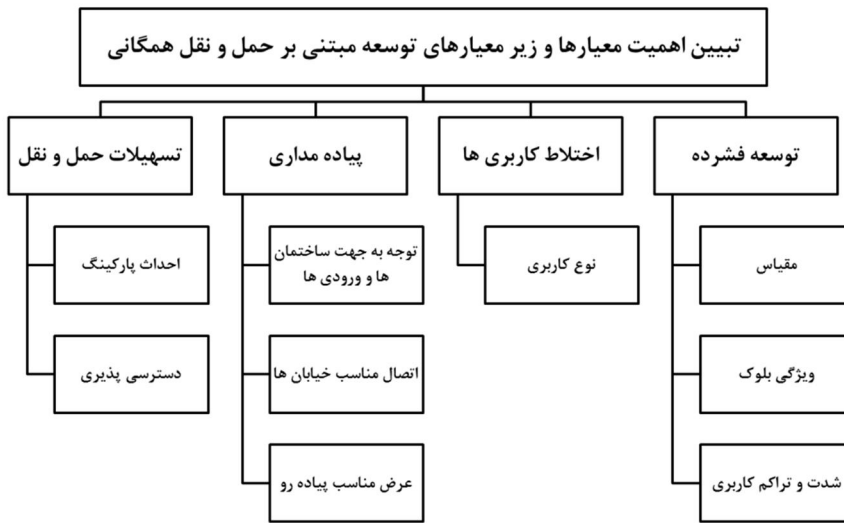 تبیین اهمیت معیارها و زیر معیارهای توسعه مبتنی بر حمل و نقل همگانی
توسعه فشرده
مقیاس
ویژگی بلوک
شدت و تراکم کاربری
اختلاط کاربری ها
نوع کاربری
پیاده مداری
توجه به جهت ساختمان
ها و ورودی ها
اتصال مناسب خیابان ها
عرض مناسب پیاده رو
تسهیلات حمل و نقل
احداث پارکینگ
دسترسی پذیری